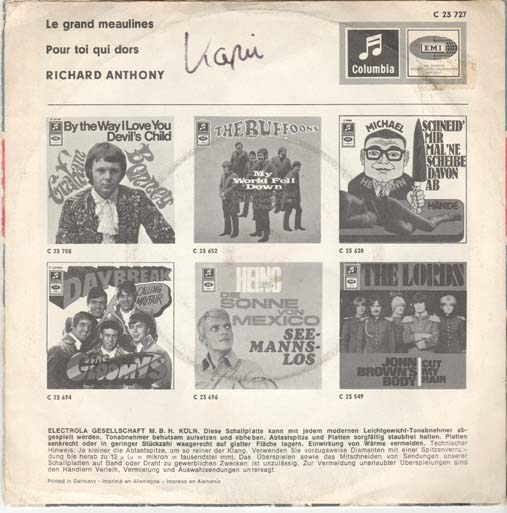 C 23 727
Le grand meaulines
Pour toi qui dors
RICHARD ANTHONY
Columbia
EMI
By the Way I Love You
Devil's Child
Graham Bonney
C 23 708
THE BUFFOONS
My
World Fell
Down
C 23 652
MICHAEL
HEYMANN
SCHNEID'
MIR
MAL'NE
SCHEIBE
DAVON
AB
HÄNDE
C 23 638
DAYBREAK
CALLING
MAYFAIR
The
C 23 694
HEINO
DIE
SONNE
VON
MEXICO
SEE-
MANNS-
LOS
C 23 696
THE LORDS
JOHN
BROWN'S
BODY
CUT
MY
HAIR
C 23 549
ELECTROLA GESELLSCHAFT M. B. H. KÖLN. Diese Schallplatte kann mit jedem modernen Leichtgewicht-Tonabnehmer ab-
gespielt werden. Tonabnehmer behutsam aufsetzen und abheben. Abtastspitze und Platten sorgfältig staubfrei halten. Platten
senkrecht oder in geringer Stückzahl waagerecht auf glatter Fläche lagern. Einwirkung von Wärme vermeiden. Technischer
Hinweis: Je kleiner die Abtastspitze, um so reiner der Klang. Verwenden Sie vorzugsweise Diamanten mit einer Spitzenverru-
dung bis herab zu 13 µ (µ = mikron = tausendstel mm). Das Überspielen sowie das Mitschneiden von Sendungen unserer
Schallplatten auf Band oder Draht zu gewerblichen Zwecken ist unzulässig. Zur Vermeidung unerlaubter Überspielungen sind
den Händlern Verleih, Vermietung und Auswahlsendungen untersagt.
Printed in Germany - Imprimé en Allemagne - Impreso en Alemania